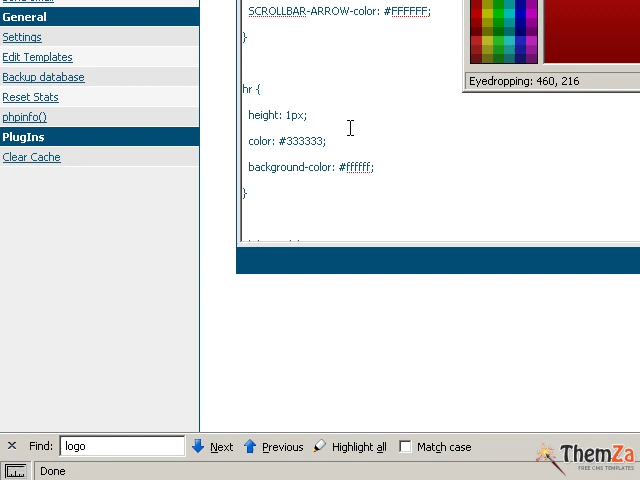 General
Settings
Edit Templates
Backup database
Reset Stats
phpinfo()
PlugIns
Clear Cache
SCROLLBAR-ARROW-color: #FFFFFF;
}
hr {
height: 1px;
color: #333333;
background-color: #ffffff;
}
Eyedropping: 460, 216
Find: logo Next Previous Highlight all Match case
Done
ThemZa
FREE CMS TEMPLATES